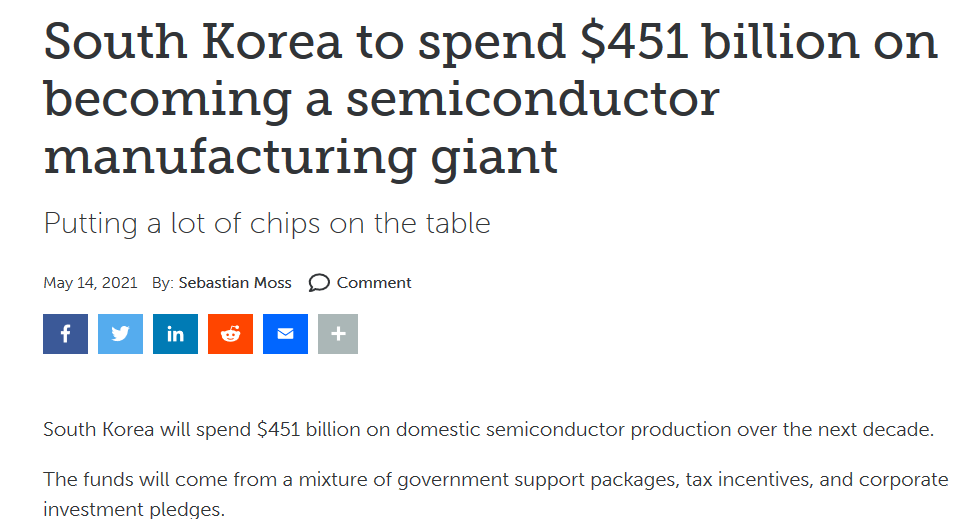 South Korea to spend $451 billion on
becoming a semiconductor
manufacturing giant
Putting a lot of chips on the table
May 14, 2021 By: Sebastian Moss Comment
f in +
South Korea will spend $451 billion on domestic semiconductor production over the next decade.
The funds will come from a mixture of government support packages, tax incentives, and corporate
investment pledges.